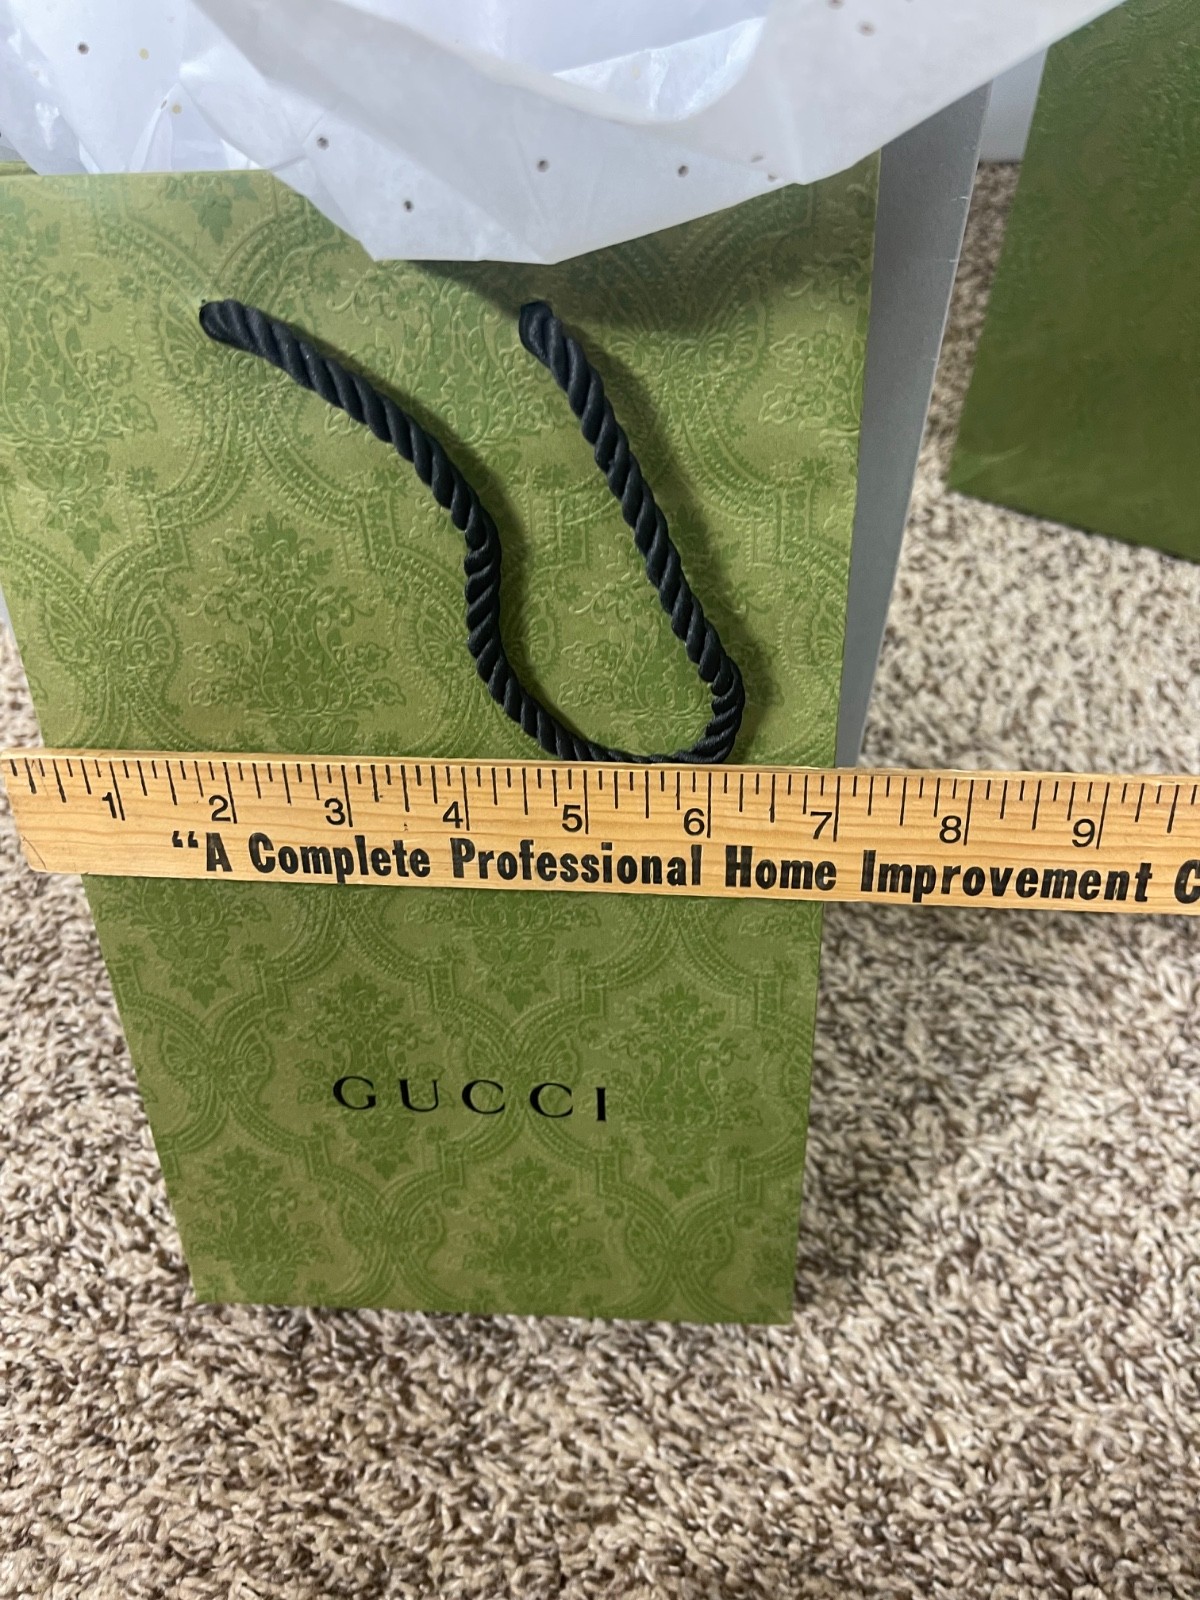 1 2 3 4 5 6 7 8 9
“A Complete Professional Home Improvement C
GUCCI